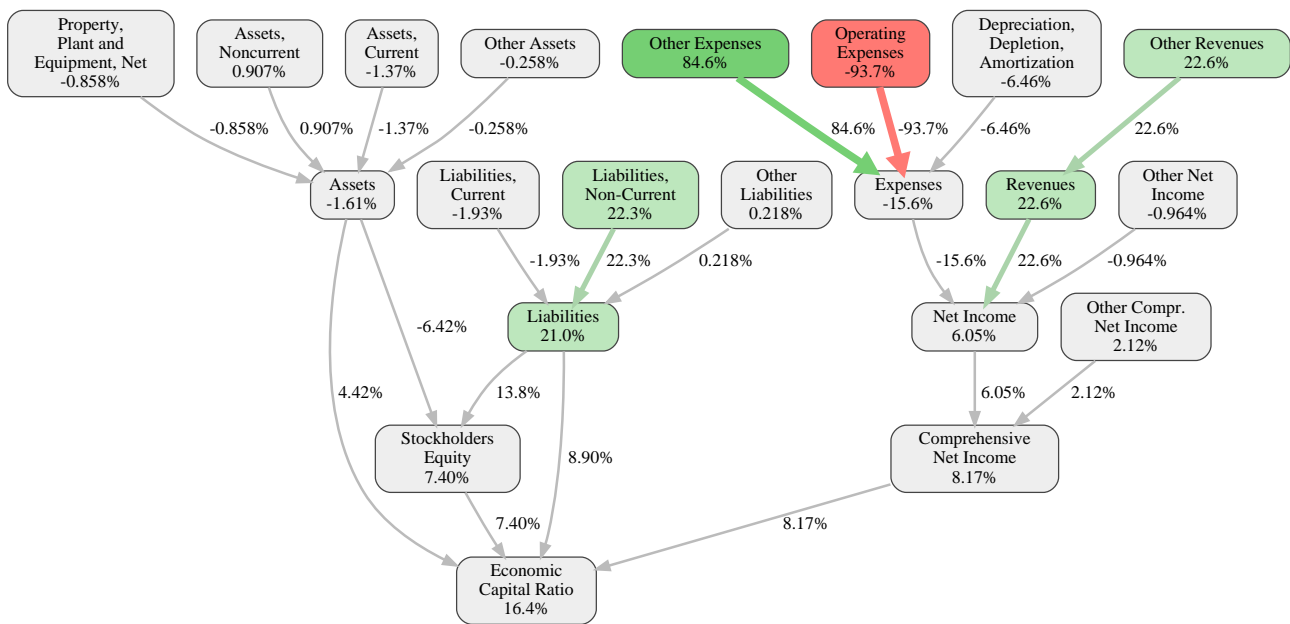 Property,
Plant and
Equipment, Net
-0.858%
Assets,
Noncurrent
0.907%
Assets,
Current
-1.37%
Other Assets
-0.258%
Other Expenses
84.6%
Operating
Expenses
-93.7%
Depreciation,
Depletion,
Amortization
-6.46%
Other Revenues
22.6%
-0.858%
0.907%
-1.37%
-0.258%
84.6%
-93.7%
-6.46%
22.6%
Assets
-1.61%
Liabilities,
Current
-1.93%
Liabilities,
Non-Current
22.3%
Other
Liabilities
0.218%
Expenses
-15.6%
Revenues
22.6%
Other Net
Income
-0.964%
-1.93%
22.3%
0.218%
-15.6%
22.6%
-0.964%
-6.42%
Liabilities
21.0%
Net Income
6.05%
Other Compr.
Net Income
2.12%
4.42%
13.8%
8.90%
6.05%
2.12%
Stockholders
Equity
7.40%
Comprehensive
Net Income
8.17%
7.40%
8.17%
Economic
Capital Ratio
16.4%